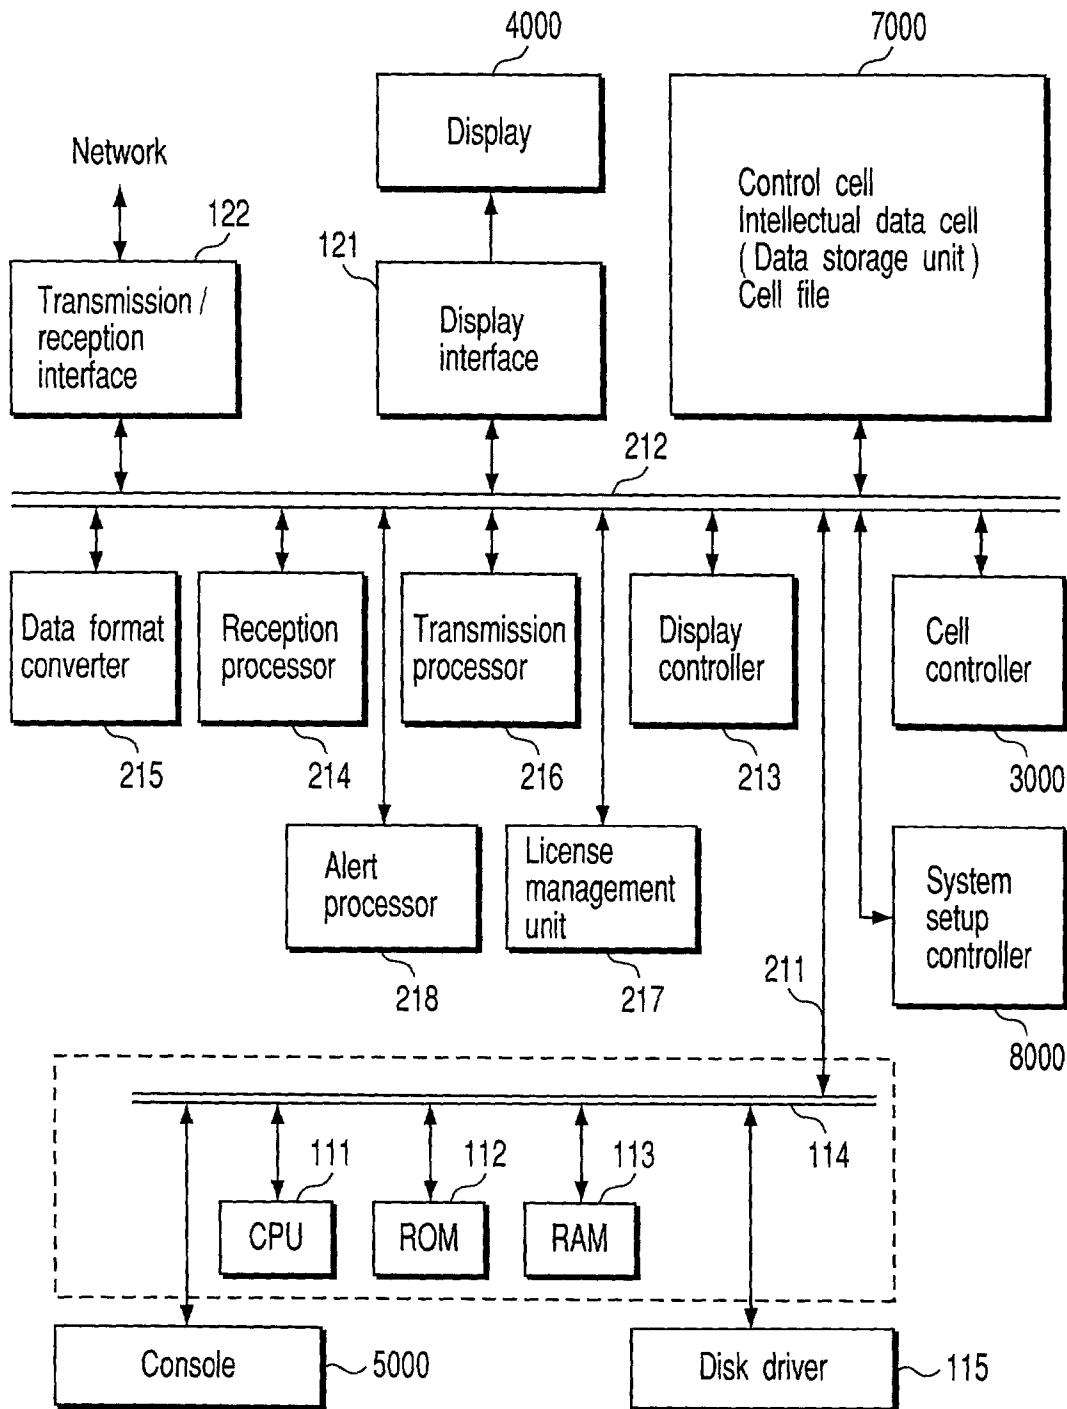 4000
7000
Display
Network
Control cell
Intellectual data cell
(Data storage unit)
Cell file
122
121
Transmission/
reception
interface
Display
interface
212
Data format
converter
Reception
processor
Transmission
processor
Display
controller
Cell
controller
215
214
216
213
3000
Alert
processor
License
management
unit
System
setup
controller
218
217
211
8000
114
111
112
113
CPU
ROM
RAM
Console
5000
Disk driver
115